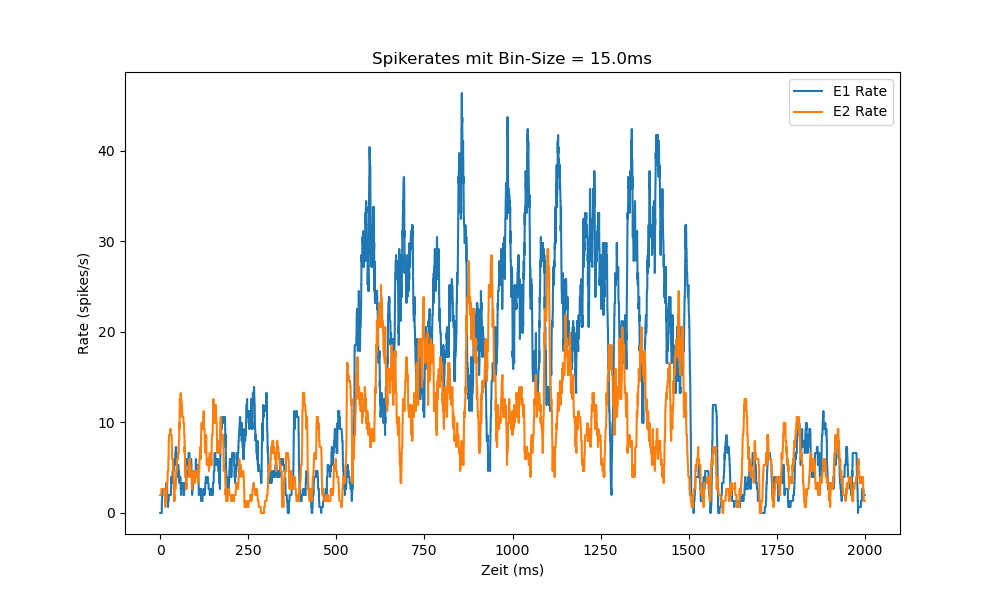 Spikerates mit Bin-Size = 15.0ms
E1 Rate
E2 Rate
Rate (spikes/s)
40
30
20
10
0
0 250 500 750 1000 1250 1500 1750 2000
Zeit (ms)